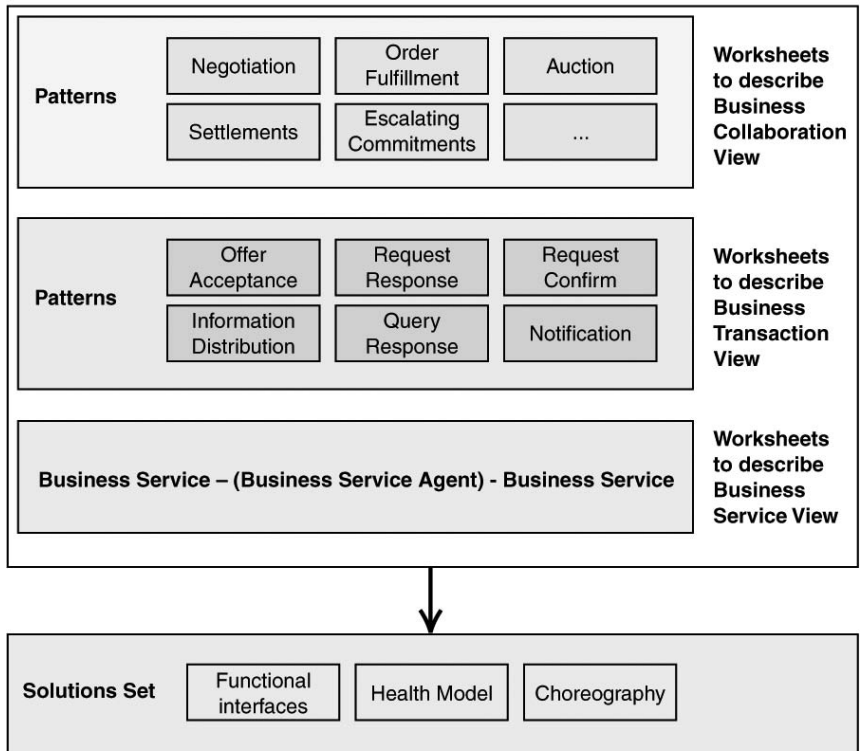 Patterns
Negotiation
Order
Fulfillment
Auction
Settlements
Escalating
Commitments
...
Worksheets
to describe
Business
Collaboration
View
Patterns
Offer
Acceptance
Request
Response
Request
Confirm
Information
Distribution
Query
Response
Notification
Worksheets
to describe
Business
Transaction
View
Business Service – (Business Service Agent) - Business Service
Worksheets
to describe
Business
Service View
Solutions Set
Functional
interfaces
Health Model
Choreography